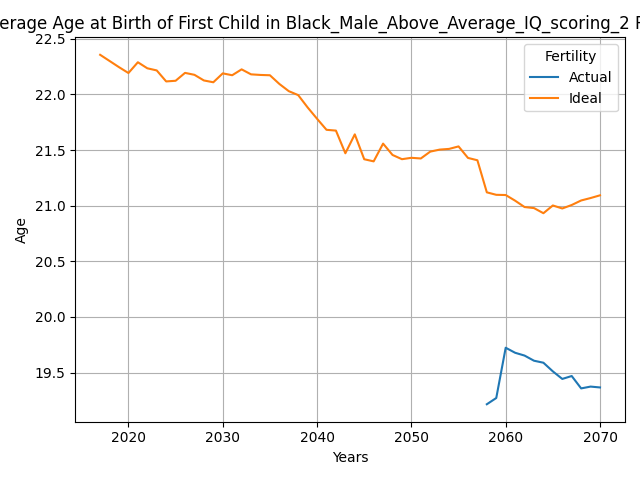 erage Age at Birth of First Child in Black_Male_Above_Average_IQ_scoring_2
Fertility
Actual
Ideal
22.5
22.0
21.5
21.0
20.5
20.0
19.5
Age
2020 2030 2040 2050 2060 2070
Years